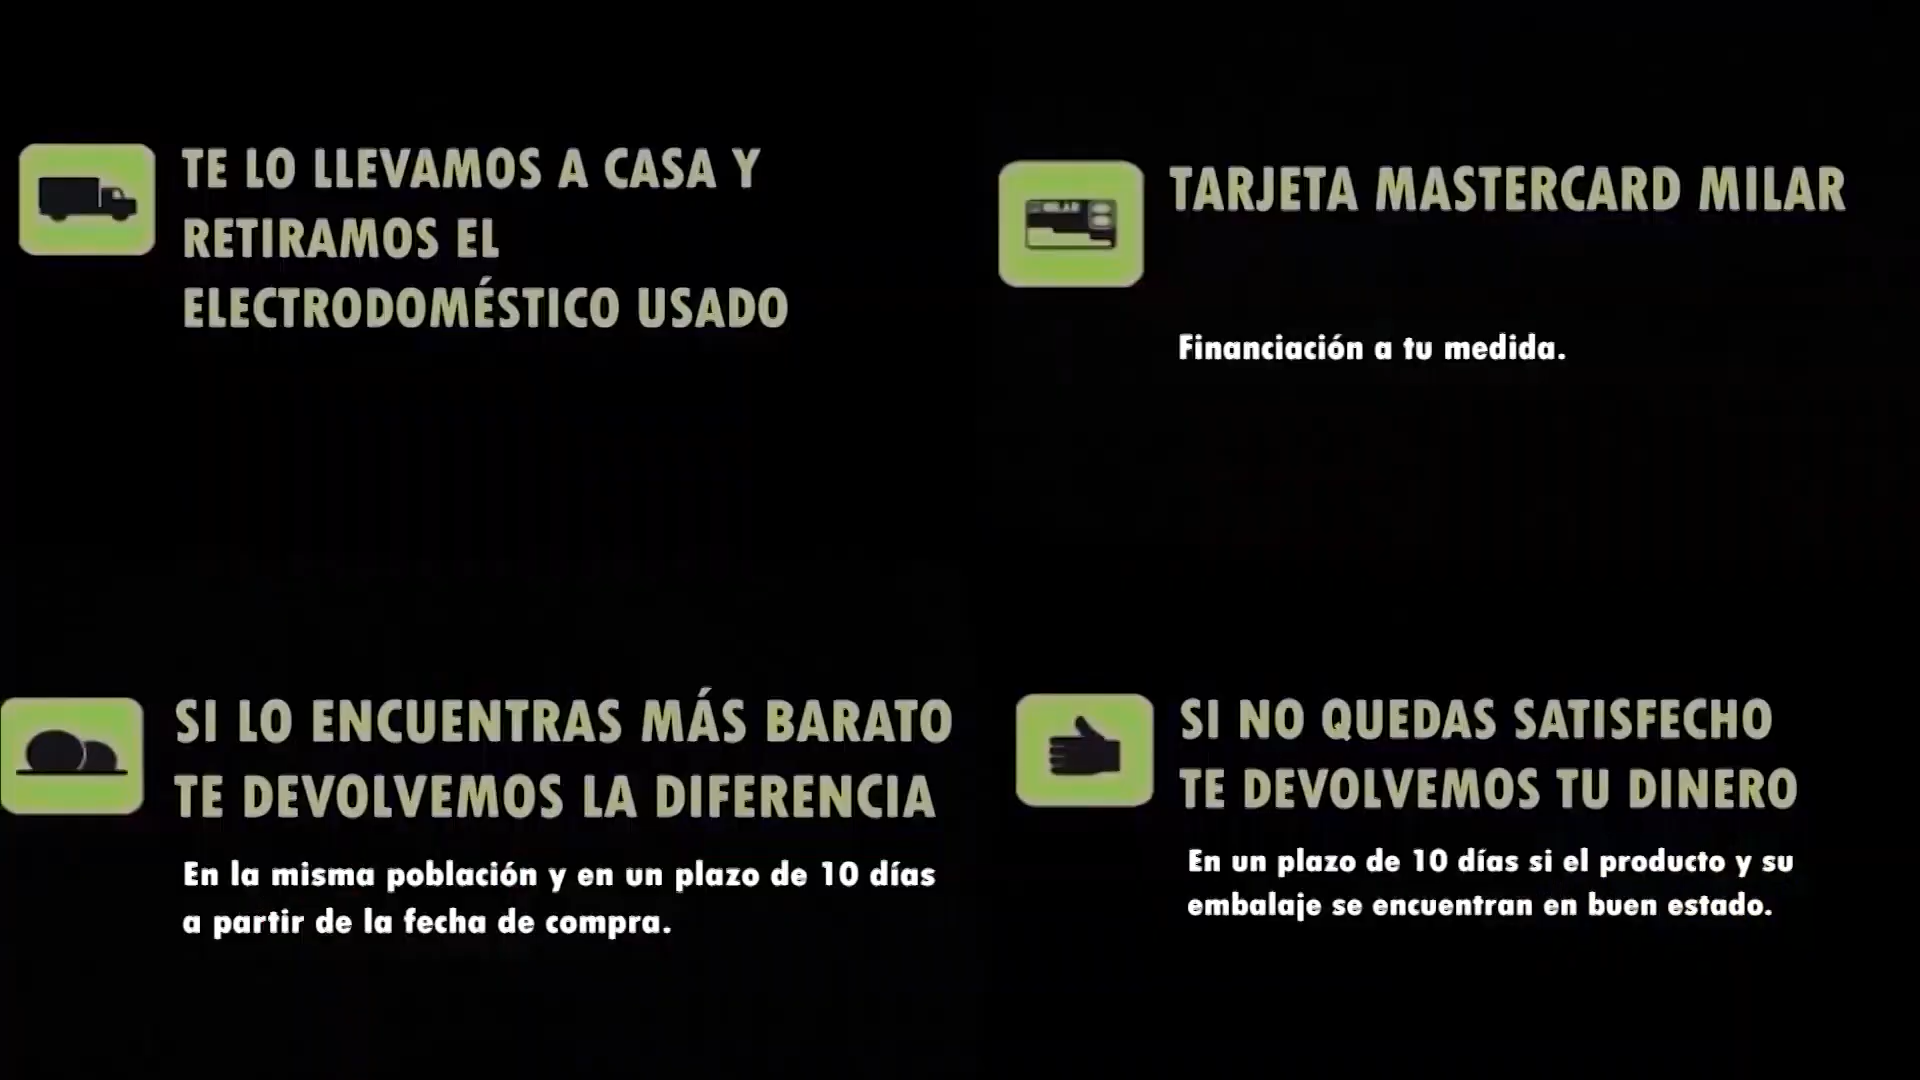 TE LO LLEVAMOS A CASA Y
RETIRAMOS EL
ELECTRODOMÉSTICO USADO
TARJETA MASTERCARD MILAR
Financiación a tu medida.
SI LO ENCUENTRAS MÁS BARATO
TE DEVOLVEMOS LA DIFERENCIA
En la misma población y en un plazo de 10 días
a partir de la fecha de compra.
SI NO QUEDAS SATISFECHO
TE DEVOLVEMOS TU DINERO
En un plazo de 10 días si el producto y su
embalaje se encuentran en buen estado.